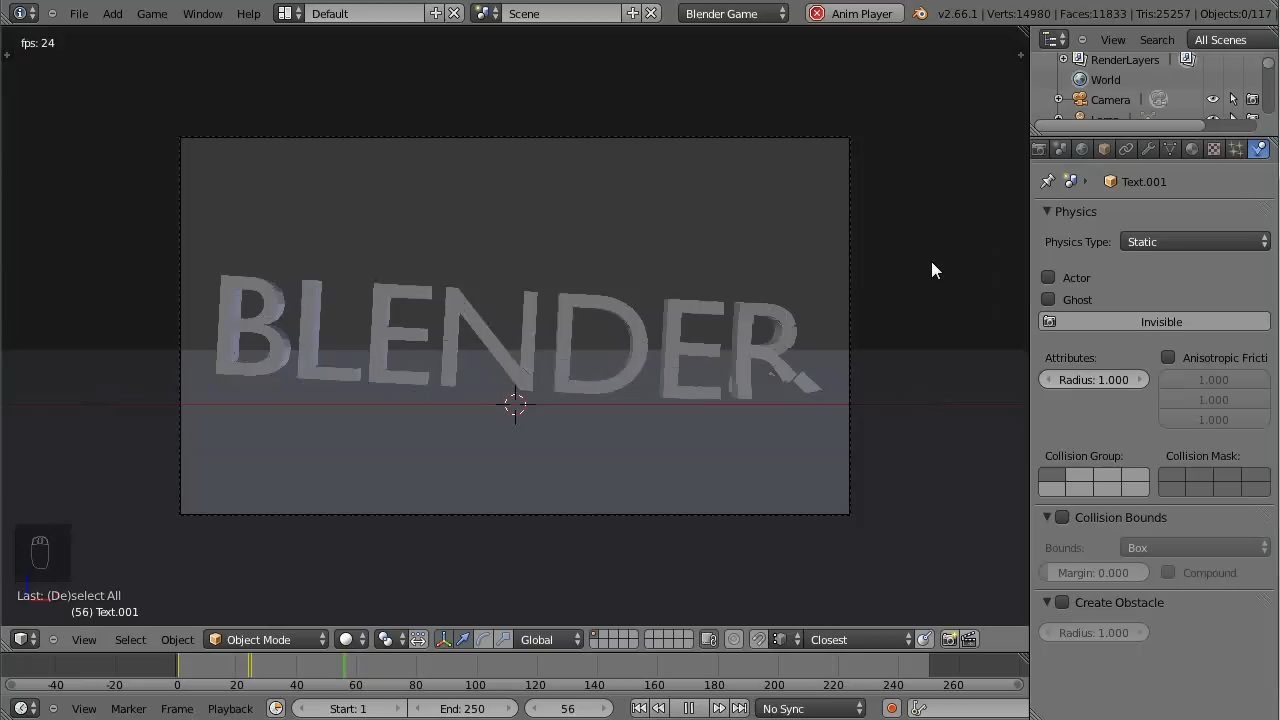 File Add Game Window Help Default Scene Blender Game Anim Player v2.66.1 | Verts:14980 | Faces:11833 | Tris:25257 | Objects:0/117
fps: 24
View Search All Scenes
RenderLayers
World
Camera
Text.001
Physics
Physics Type: Static
Actor
Ghost
Invisible
Attributes: Anisotropic Fricti
Radius: 1.000 1.000
1.000
1.000
Collision Group: Collision Mask:
Collision Bounds
Bounds: Box
Margin: 0.000 Compound
Create Obstacle
Radius: 1.000
BLENDER
Last: (De)select All
(56) Text.001
View Select Object Object Mode Global Closest
-40 -20 0 20 40 60 80 100 120 140 160 180 200 220 240 260
View Marker Frame Playback Start: 1 End: 250 56 No Sync